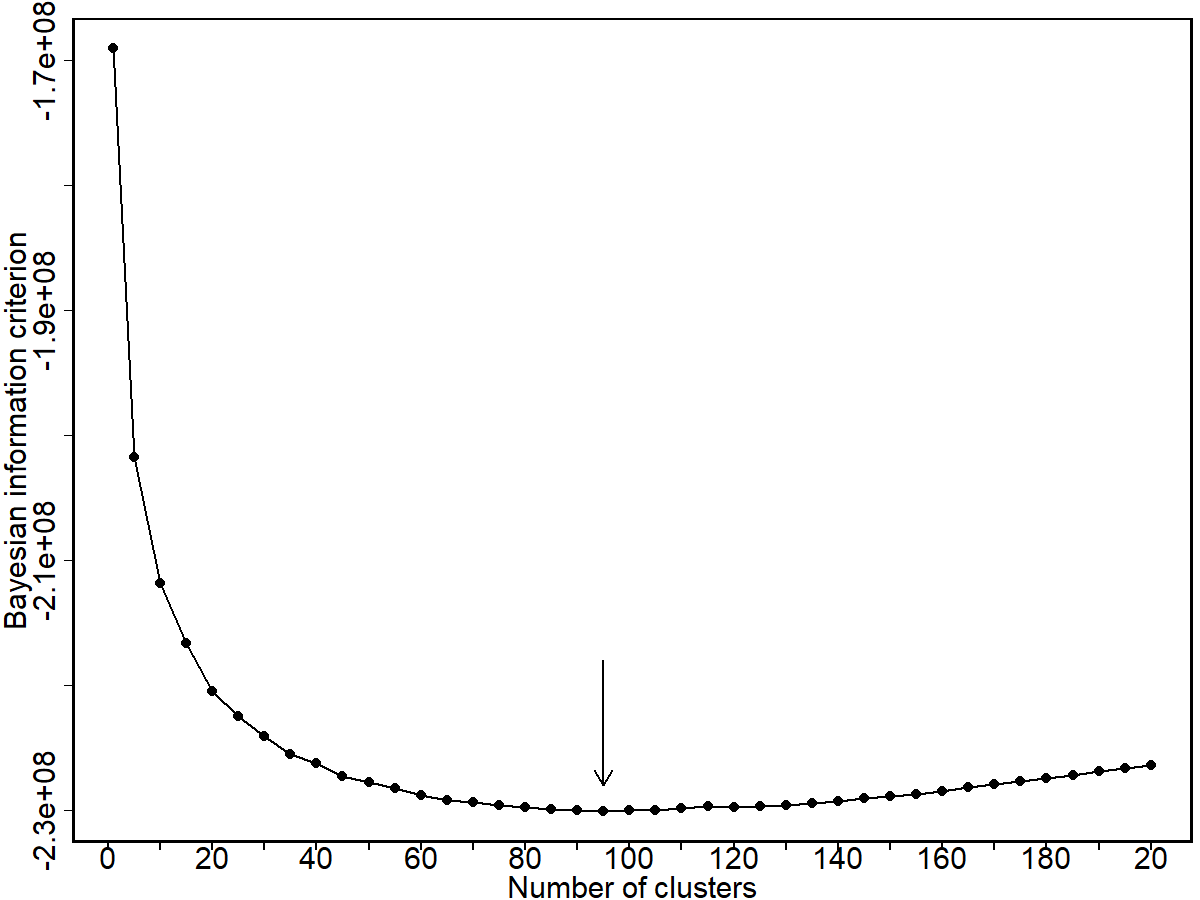 -1.7e+08
-1.9e+08
-2.1e+08
-2.3e+08
Bayesian information criterion
0 20 40 60 80 100 120 140 160 180 20
Number of clusters